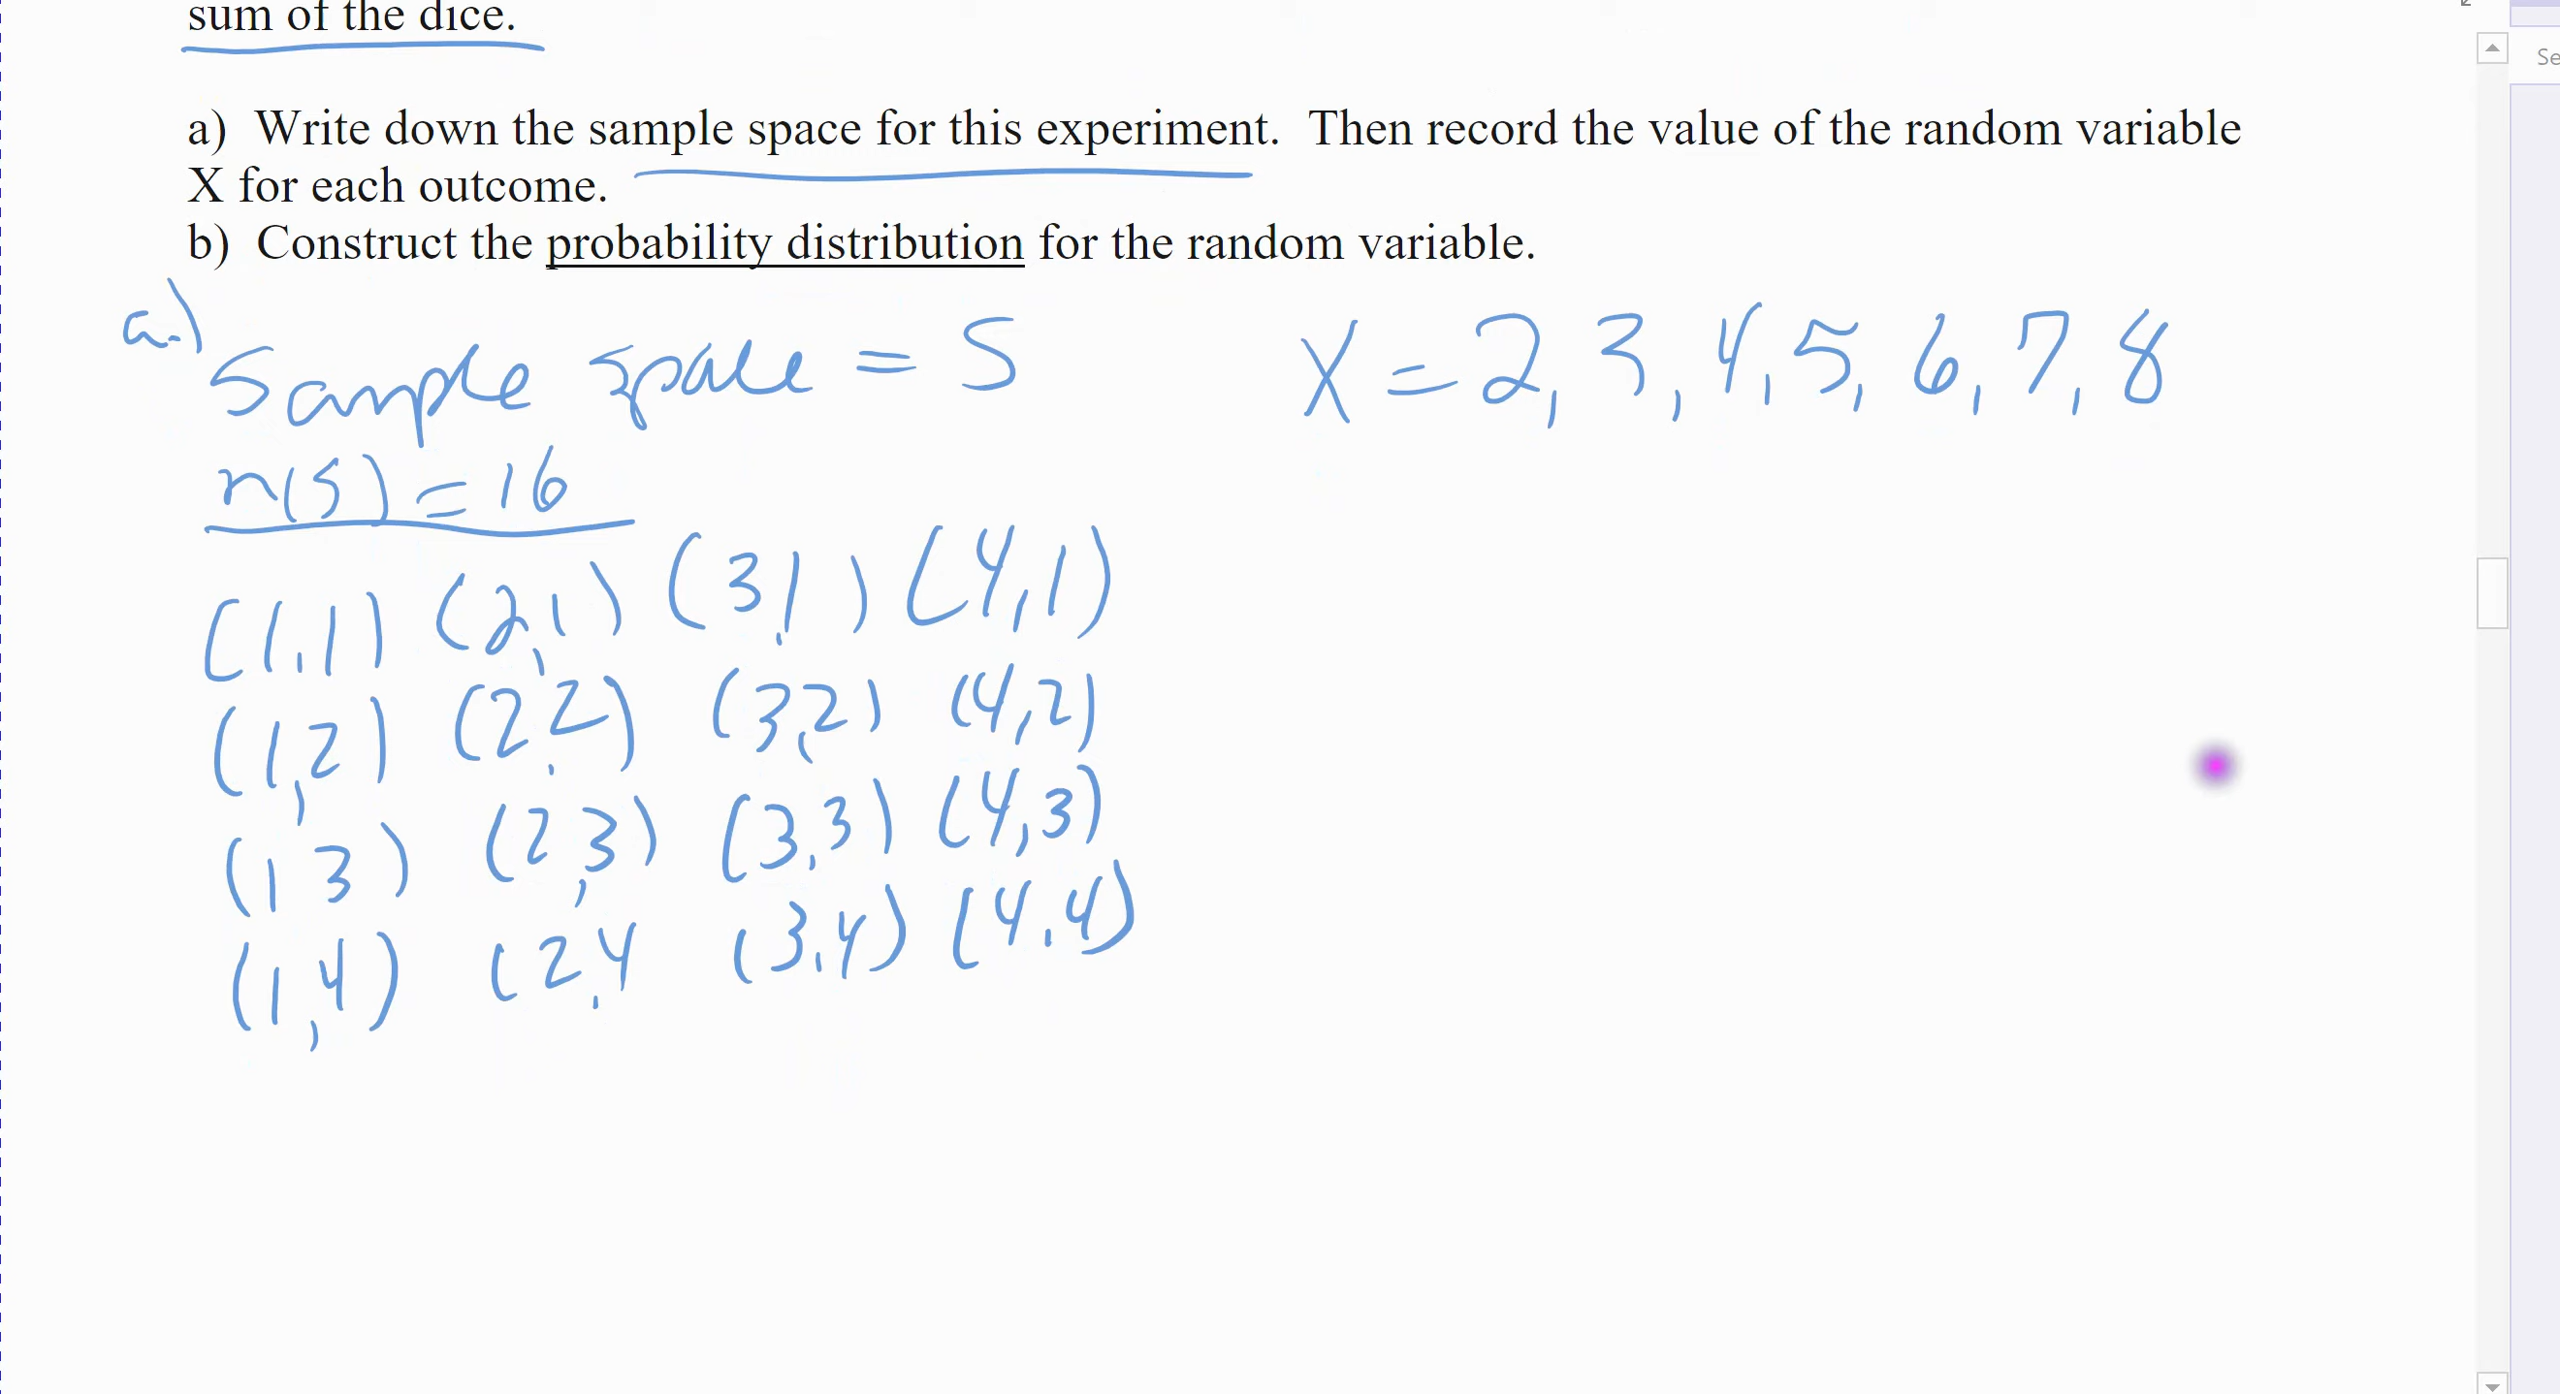 sum of the dice.
Se
a) Write down the sample space for this experiment. Then record the value of the random variable
X for each outcome.
b) Construct the probability distribution for the random variable.
a.)
Sample space = S
X = 2, 3, 4, 5, 6, 7, 8
n(S) = 16
(1,1) (2,1) (3,1) (4,1)
(1,2) (2,2) (3,2) (4,2)
(1 3) (2,3) (3,3) (4,3)
(1,4) (2,4 (3,4) (4,4)